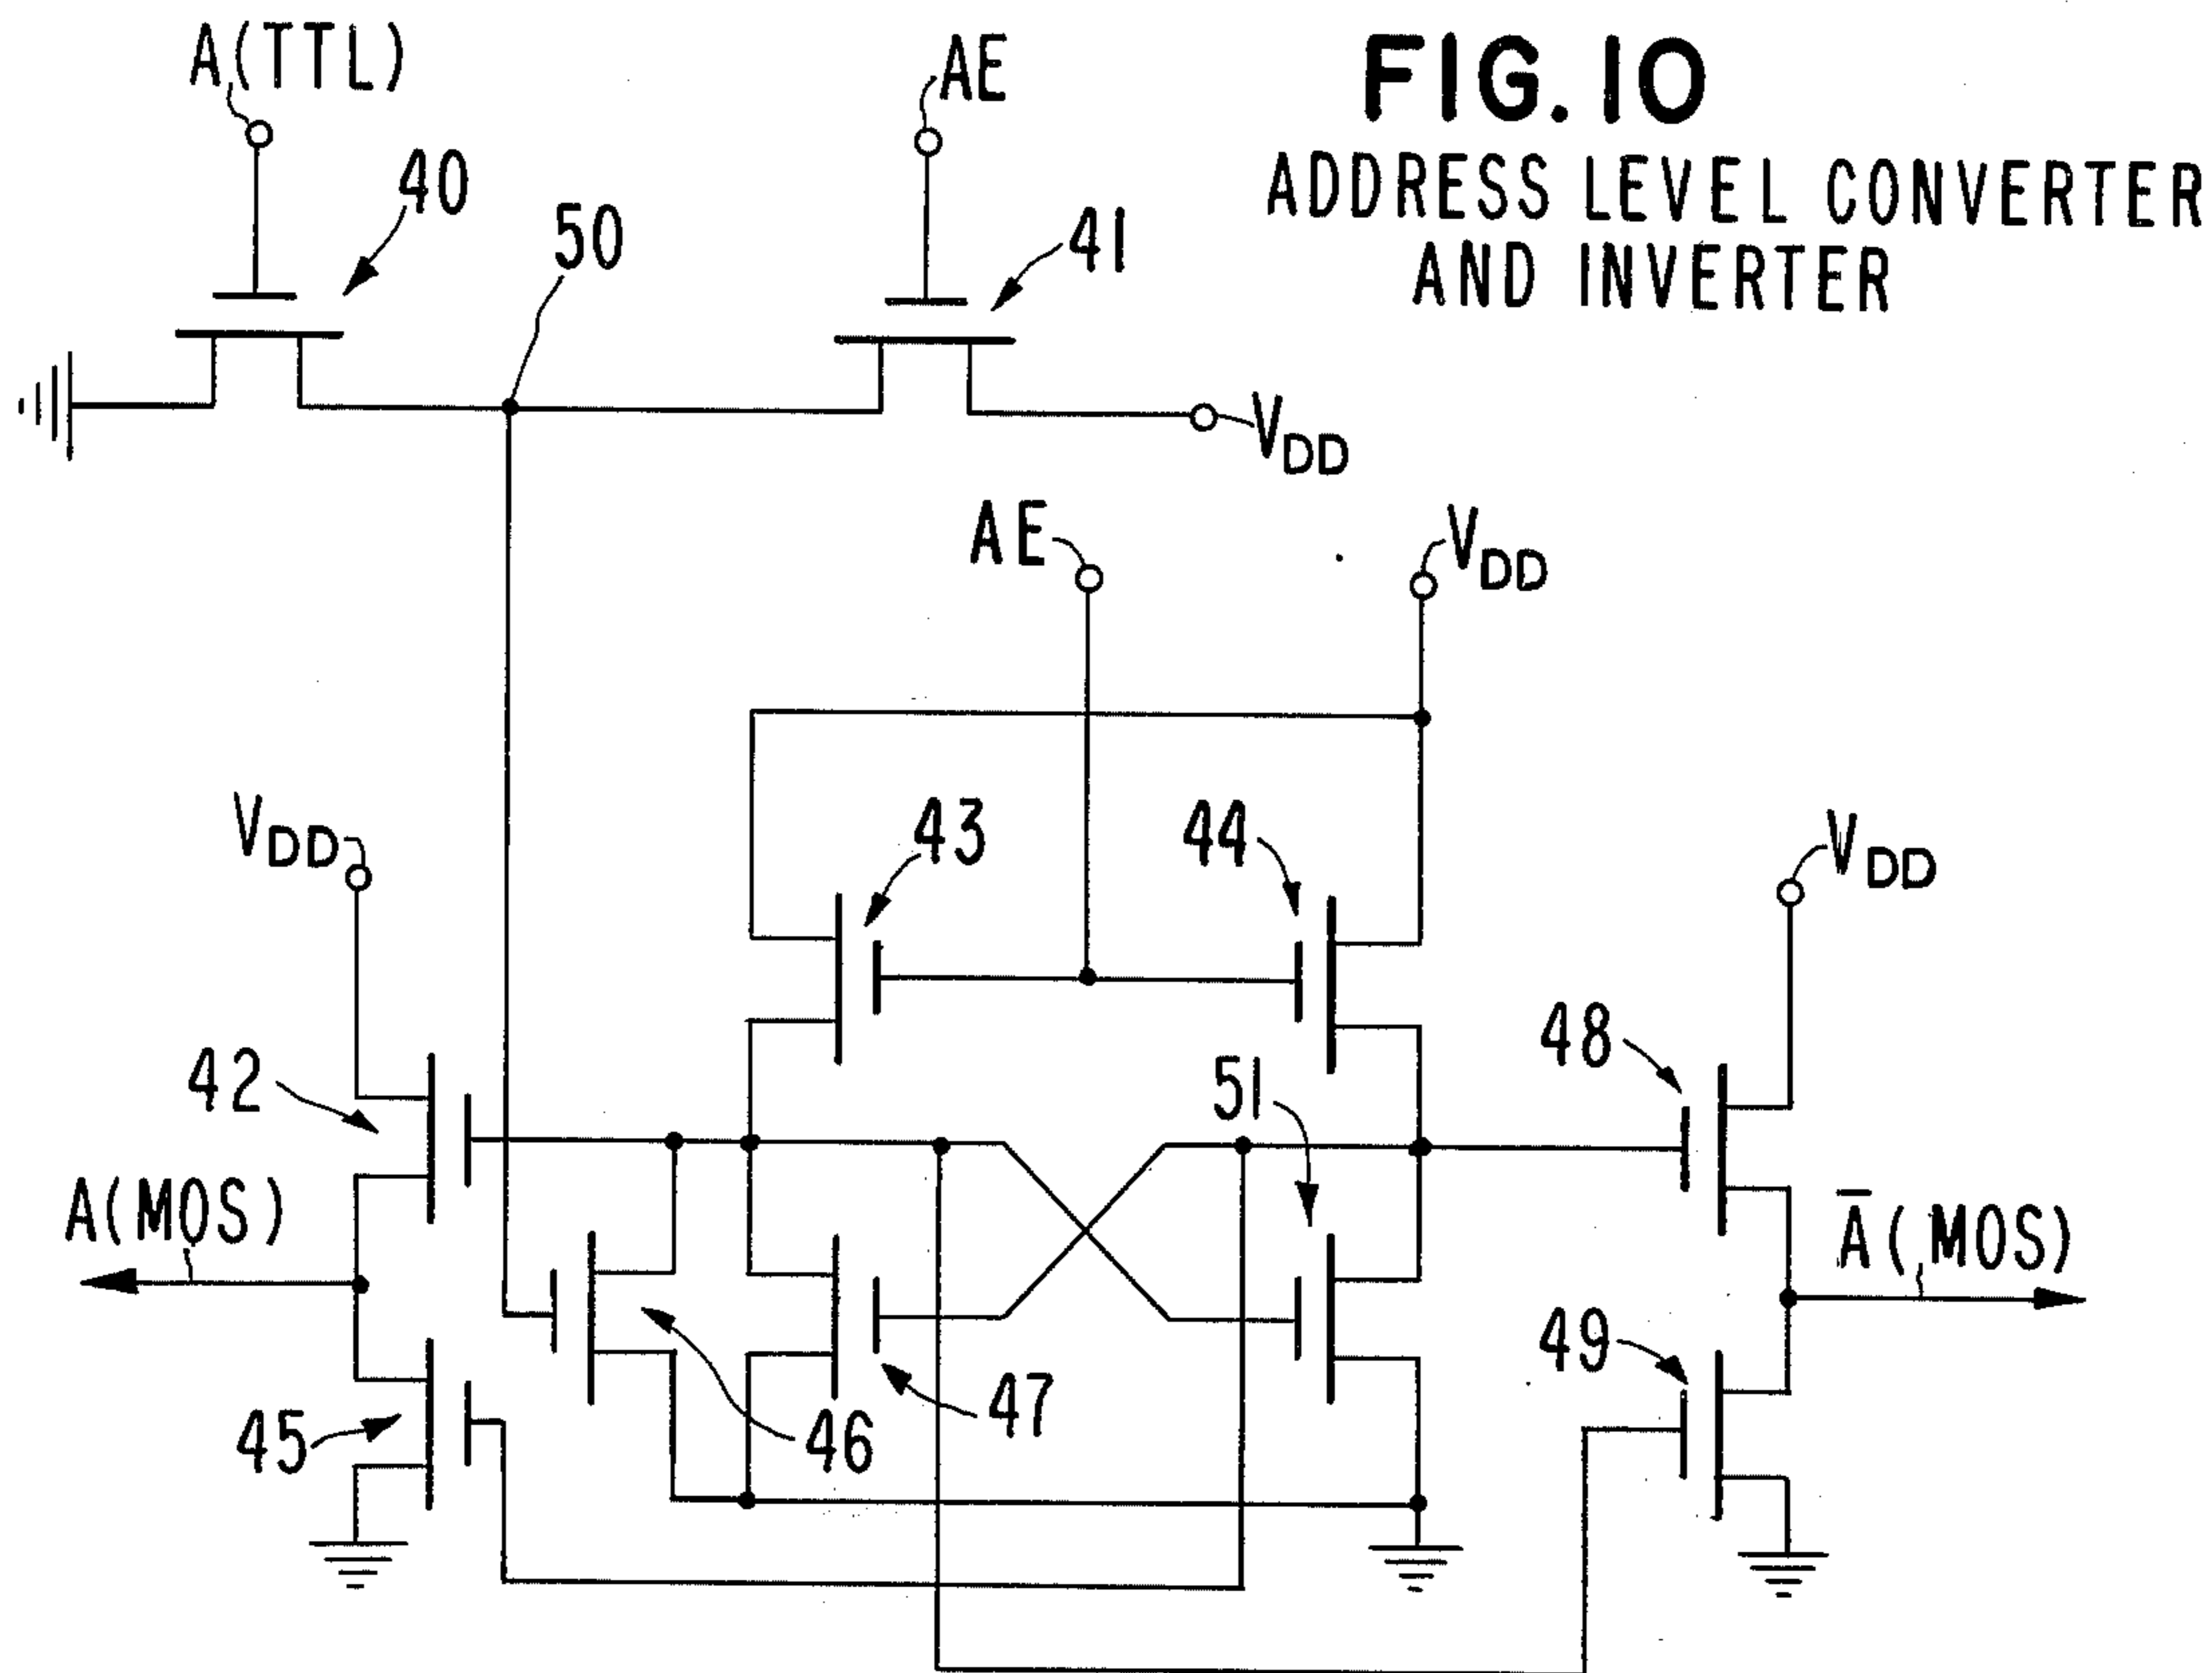 FIG. 10
ADDRESS LEVEL CONVERTER
AND INVERTER
A(TTL)
AE
40
50
41
VDD
AE
VDD
VDD
43
44
VDD
42
48
51
A(MOS)
A̅(MOS)
45
46
47
49